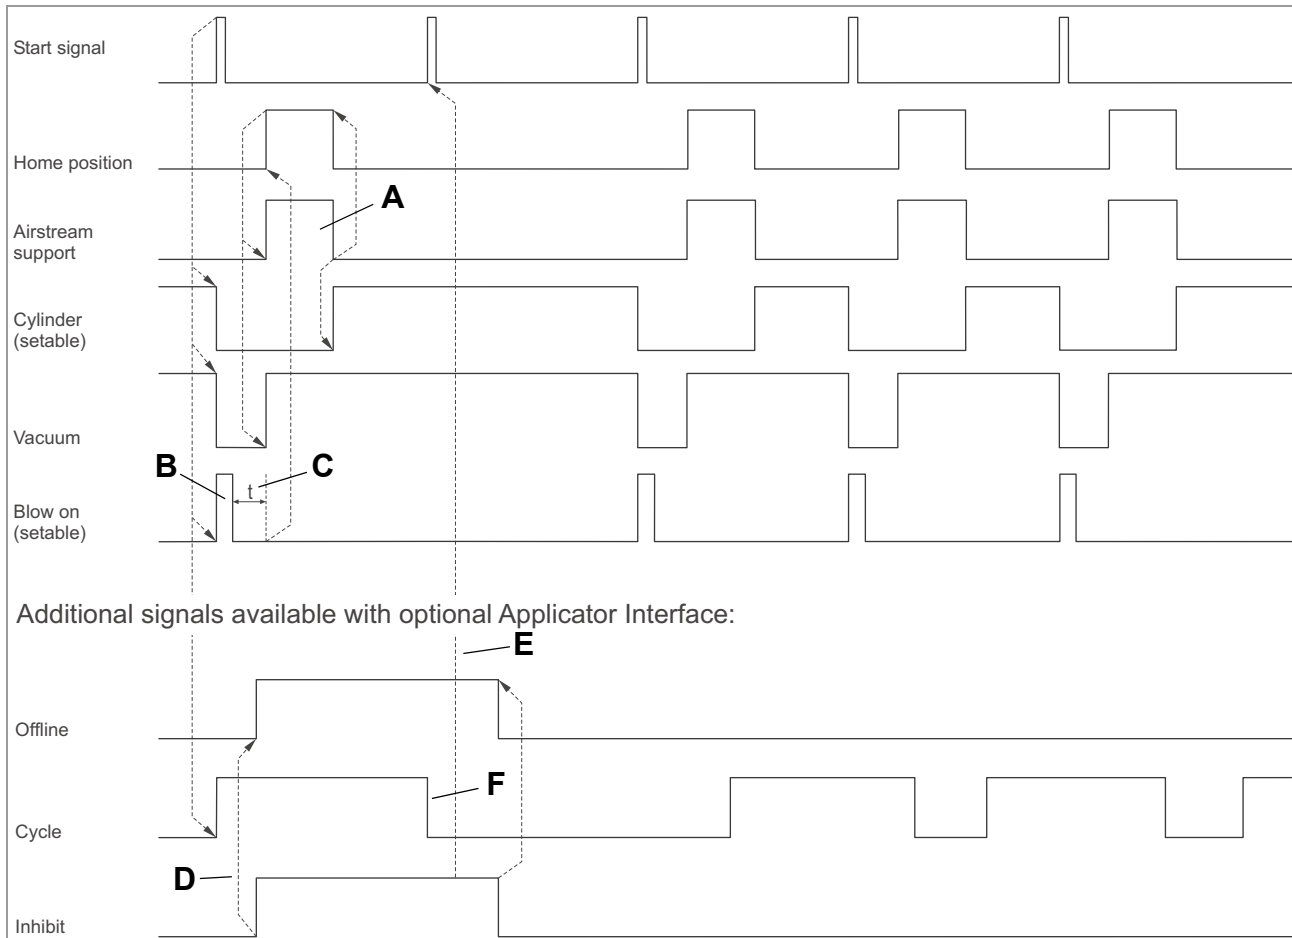 Start signal
Home position
A
Airstream
support
Cylinder
(setable)
Vacuum
B
C
t
Blow on
(setable)
Additional signals available with optional Applicator Interface:
E
Offline
F
Cycle
D
Inhibit